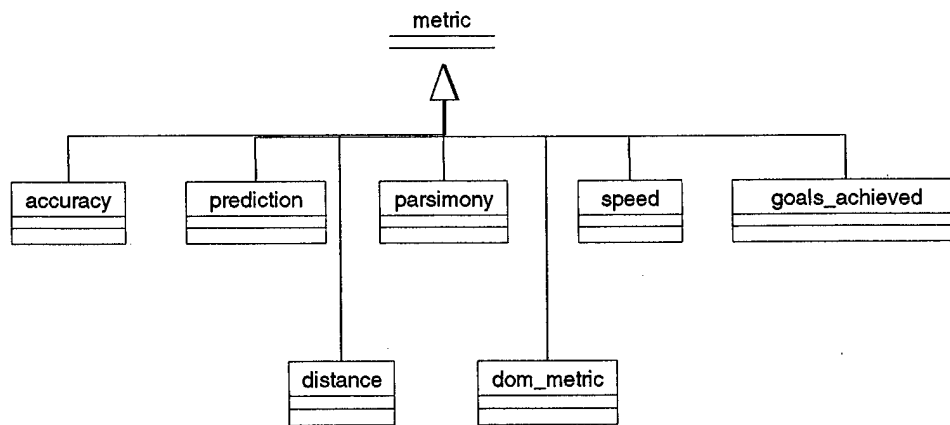 metric
accuracy
prediction
parsimony
speed
goals_achieved
distance
dom_metric